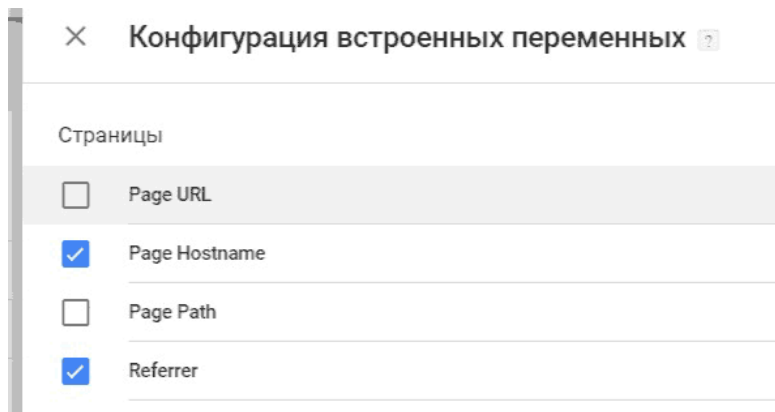 Конфигурация встроенных переменных ?
Страницы
Page URL
Page Hostname
Page Path
Referrer